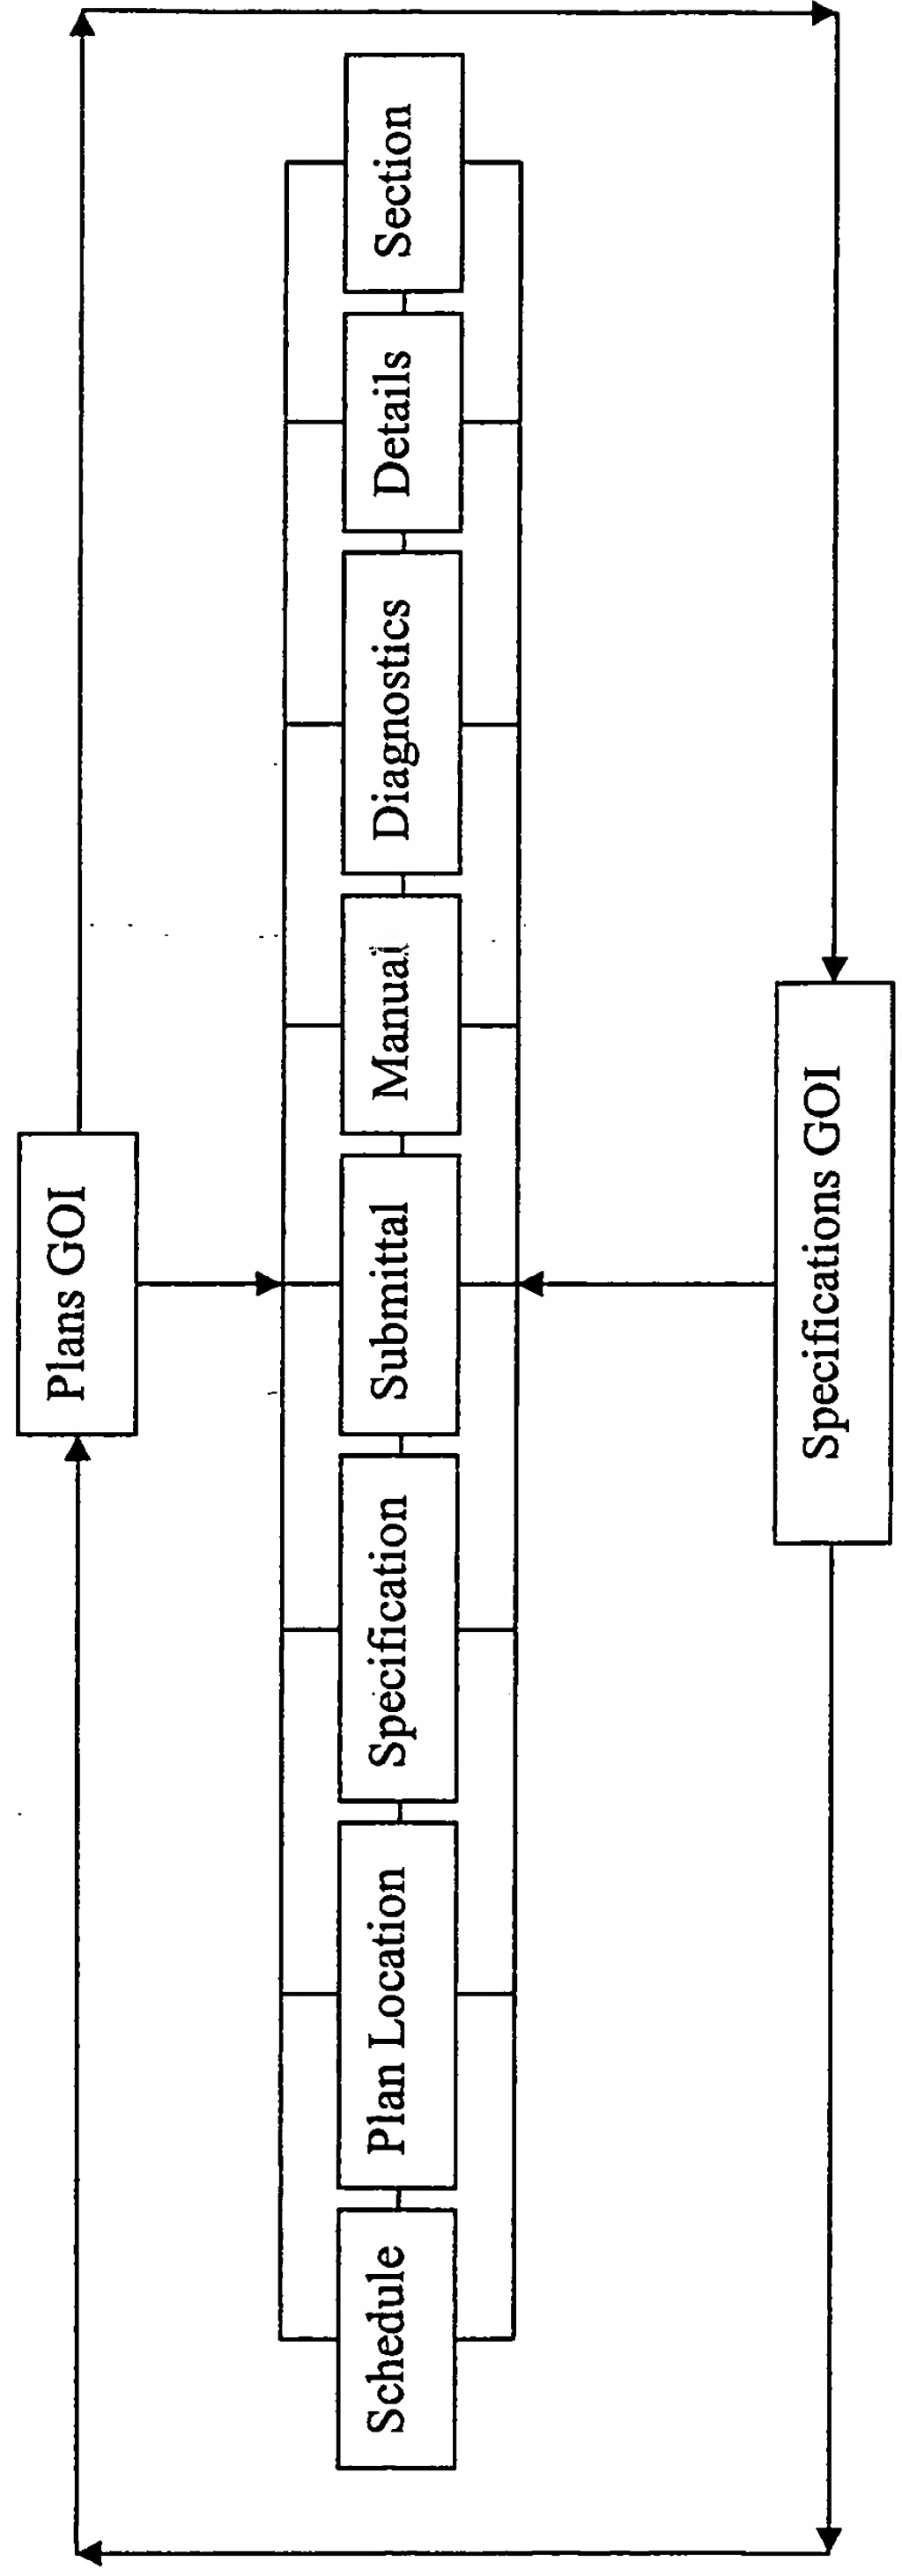 Plans GOI
Schedule
Plan Location
Specification
Submittal
Manual
Diagnostics
Details
Section
Specifications GOI